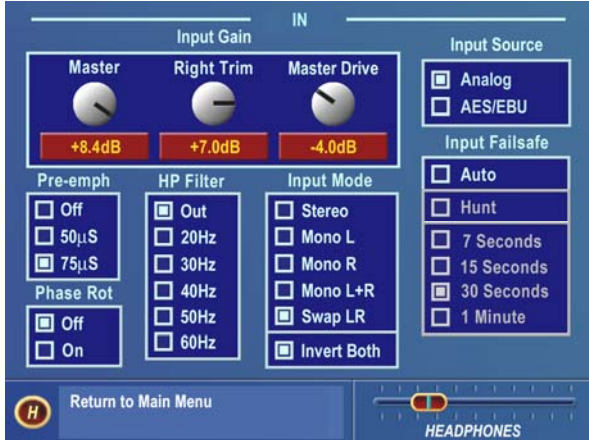 IN
Input Gain
Master
Right Trim
Master Drive
+8.4dB
+7.0dB
-4.0dB
Input Source
Analog
AES/EBU
Input Failsafe
Auto
Hunt
7 Seconds
15 Seconds
30 Seconds
1 Minute
Pre-emph
Off
50µS
75µS
Phase Rot
Off
On
HP Filter
Out
20Hz
30Hz
40Hz
50Hz
60Hz
Input Mode
Stereo
Mono L
Mono R
Mono L+R
Swap LR
Invert Both
H
Return to Main Menu
HEADPHONES